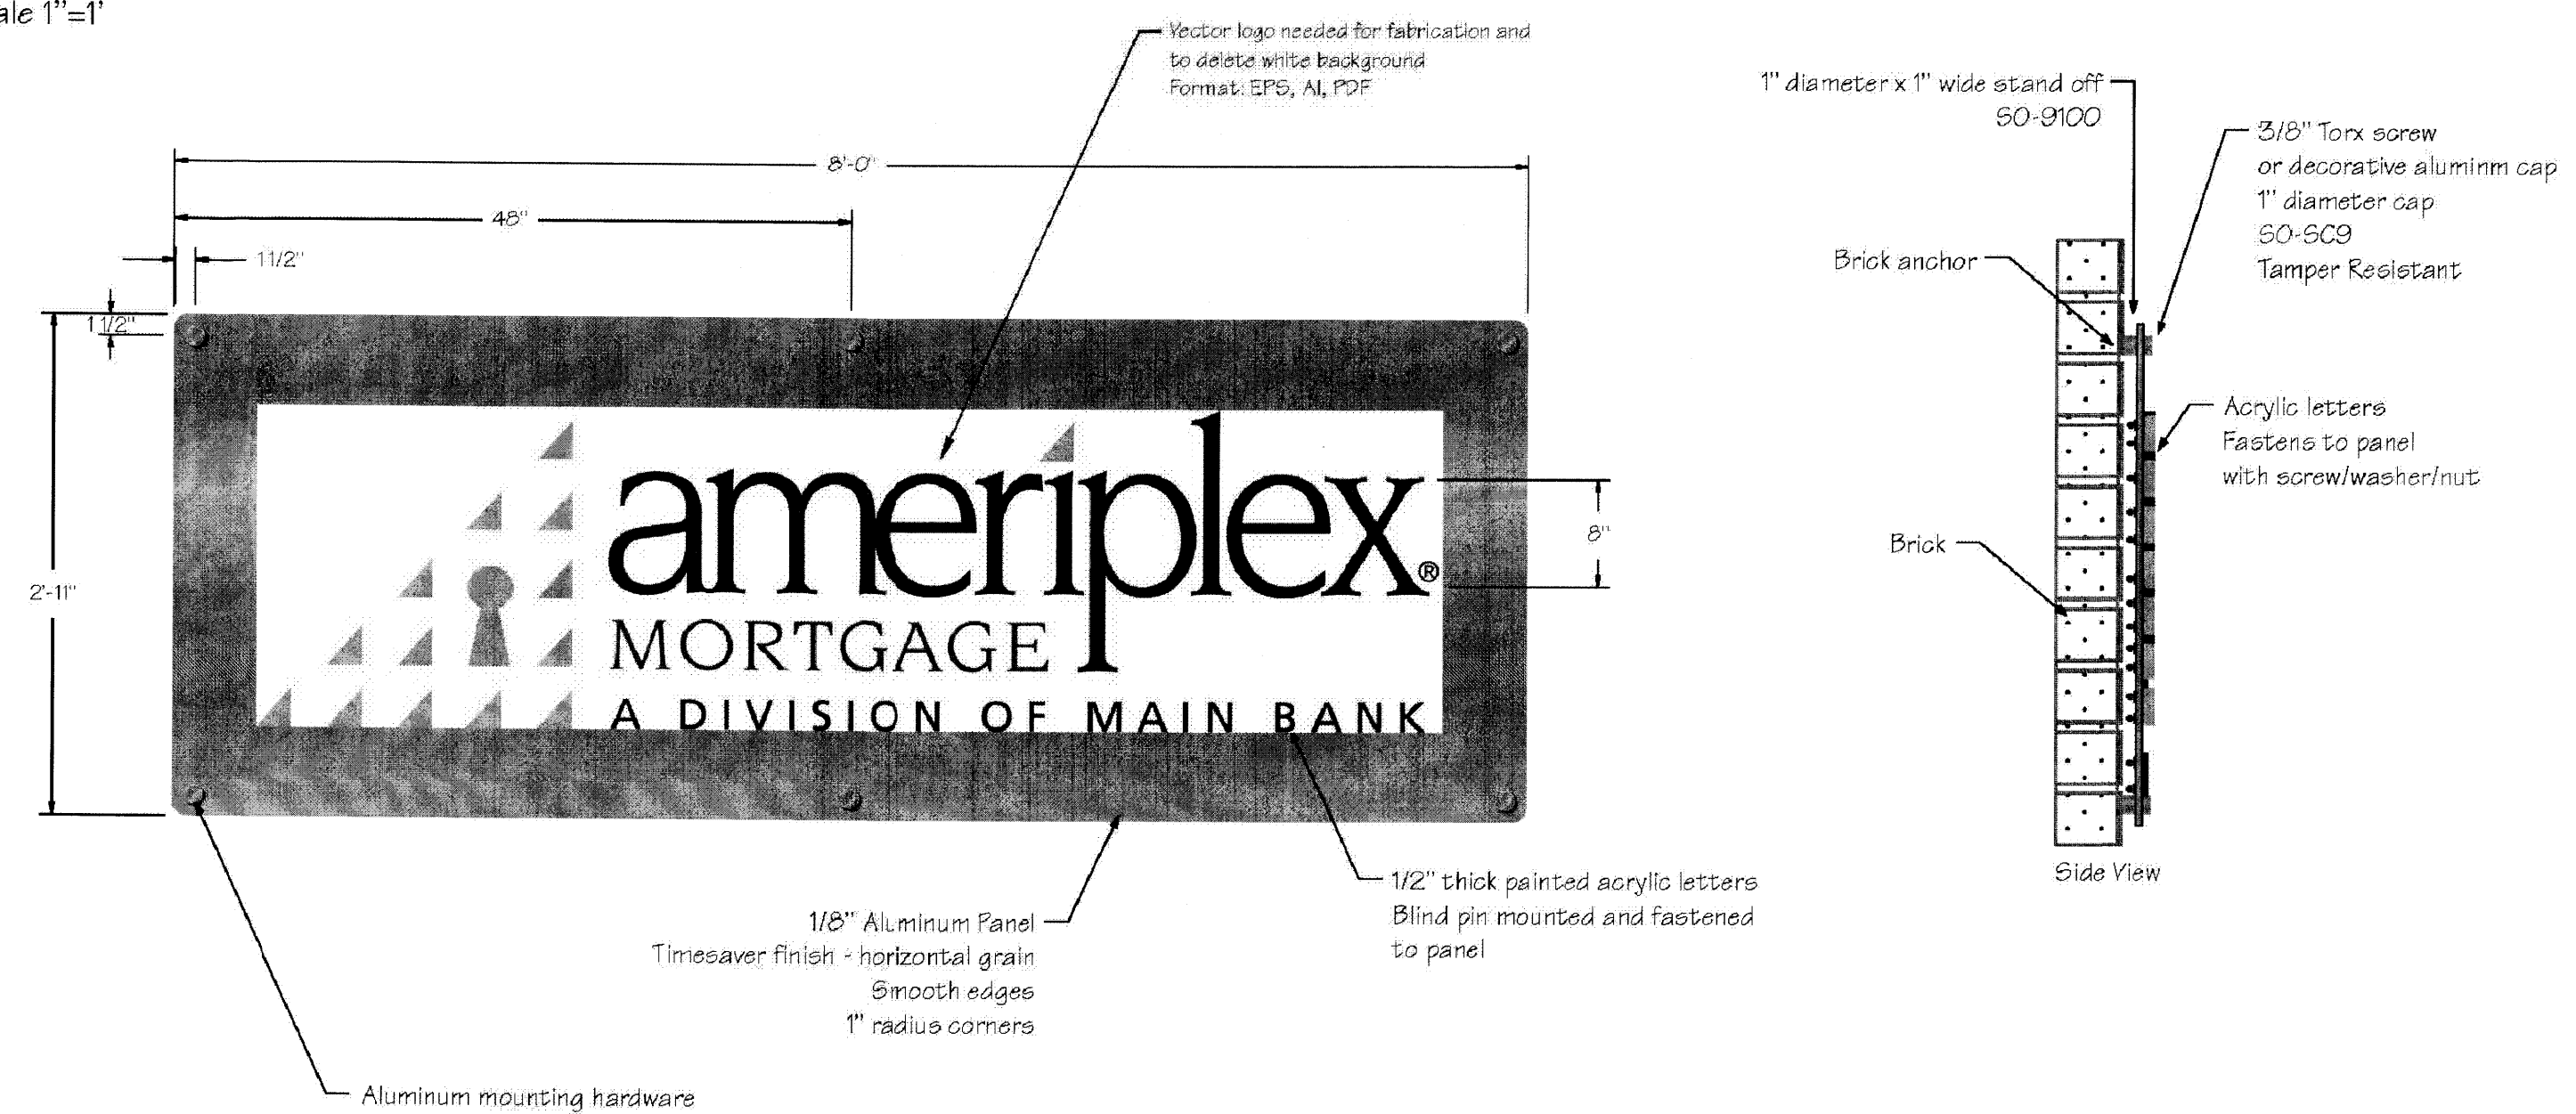 ale 1"=1'
Vector logo needed for fabrication and
to delete white background
Format: EPS, AI, PDF
8'-0"
48"
11/2"
1 1/2"
2'-11"
8"
ameriplex®
MORTGAGE
A DIVISION OF MAIN BANK
1/8" Aluminum Panel
Timesaver finish - horizontal grain
Smooth edges
1" radius corners
1/2" thick painted acrylic letters
Blind pin mounted and fastened
to panel
Aluminum mounting hardware
1" diameter x 1" wide stand off
SO-9100
3/8" Torx screw
or decorative aluminm cap
1" diameter cap
SO-SC9
Tamper Resistant
Brick anchor
Acrylic letters
Fastens to panel
with screw/washer/nut
Brick
Side View